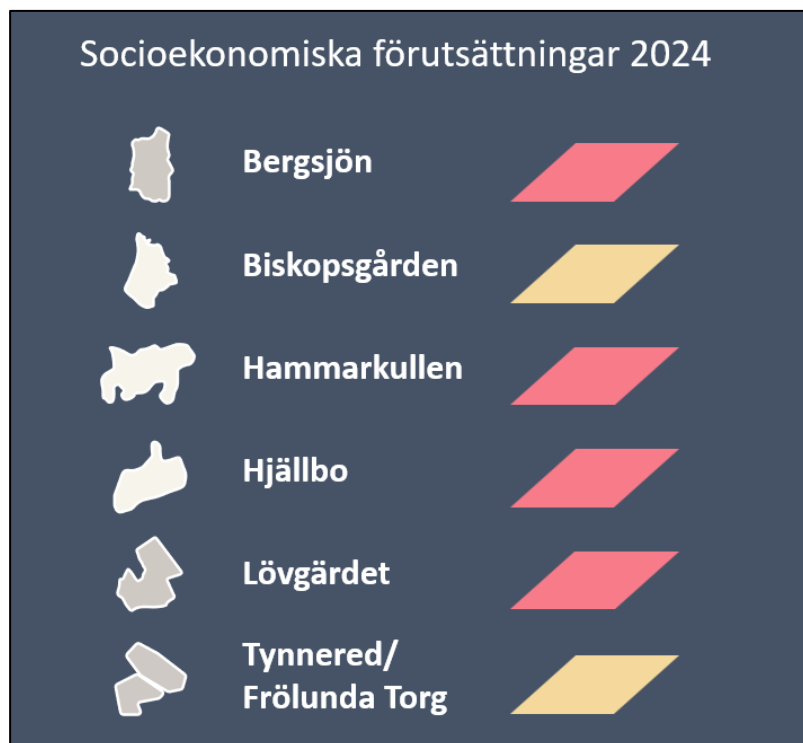 Socioekonomiska förutsättningar 2024
Bergsjön
Biskopsgården
Hammarkullen
Hjällbo
Lövgärdet
Tynnered/
Frölunda Torg